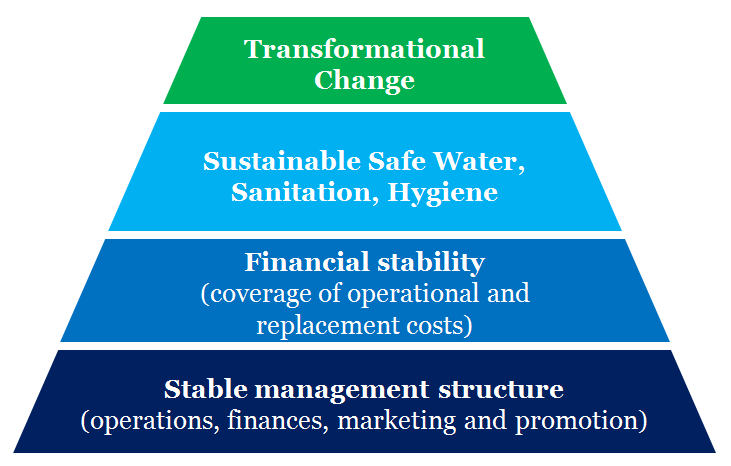 Transformational
Change
Sustainable Safe Water,
Sanitation, Hygiene
Financial stability
(coverage of operational and
replacement costs)
Stable management structure
(operations, finances, marketing and promotion)